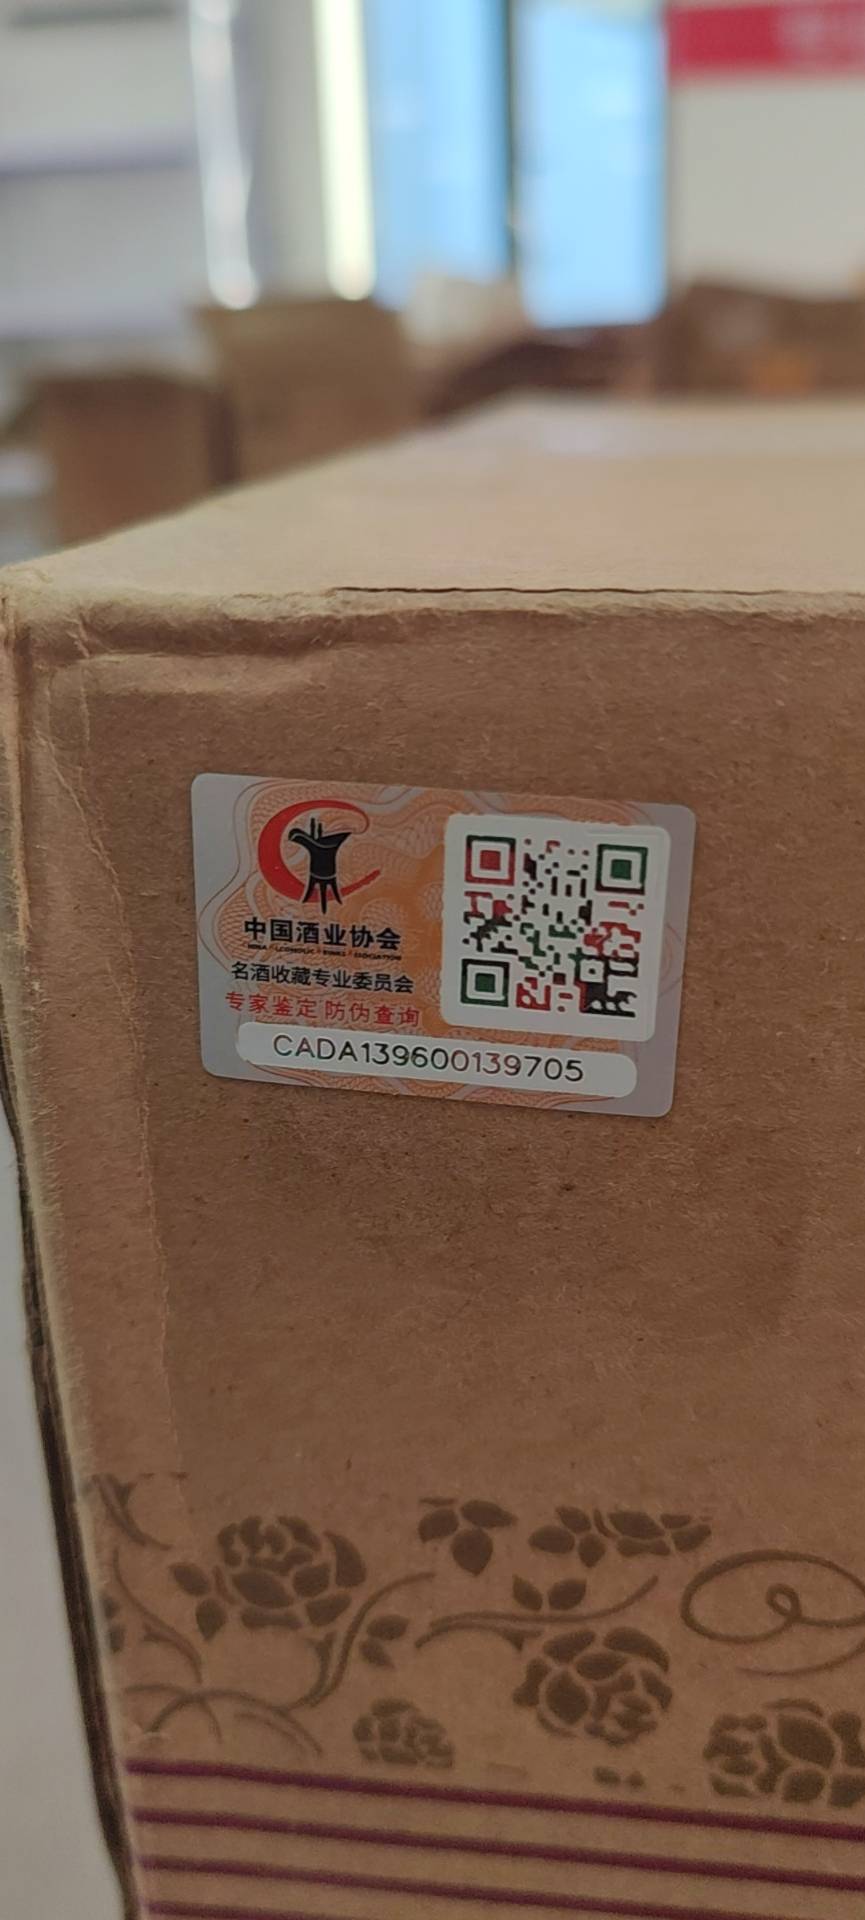 中国酒业协会
名酒收藏专业委员会
专家鉴定 防伪查询
CADA139600139705